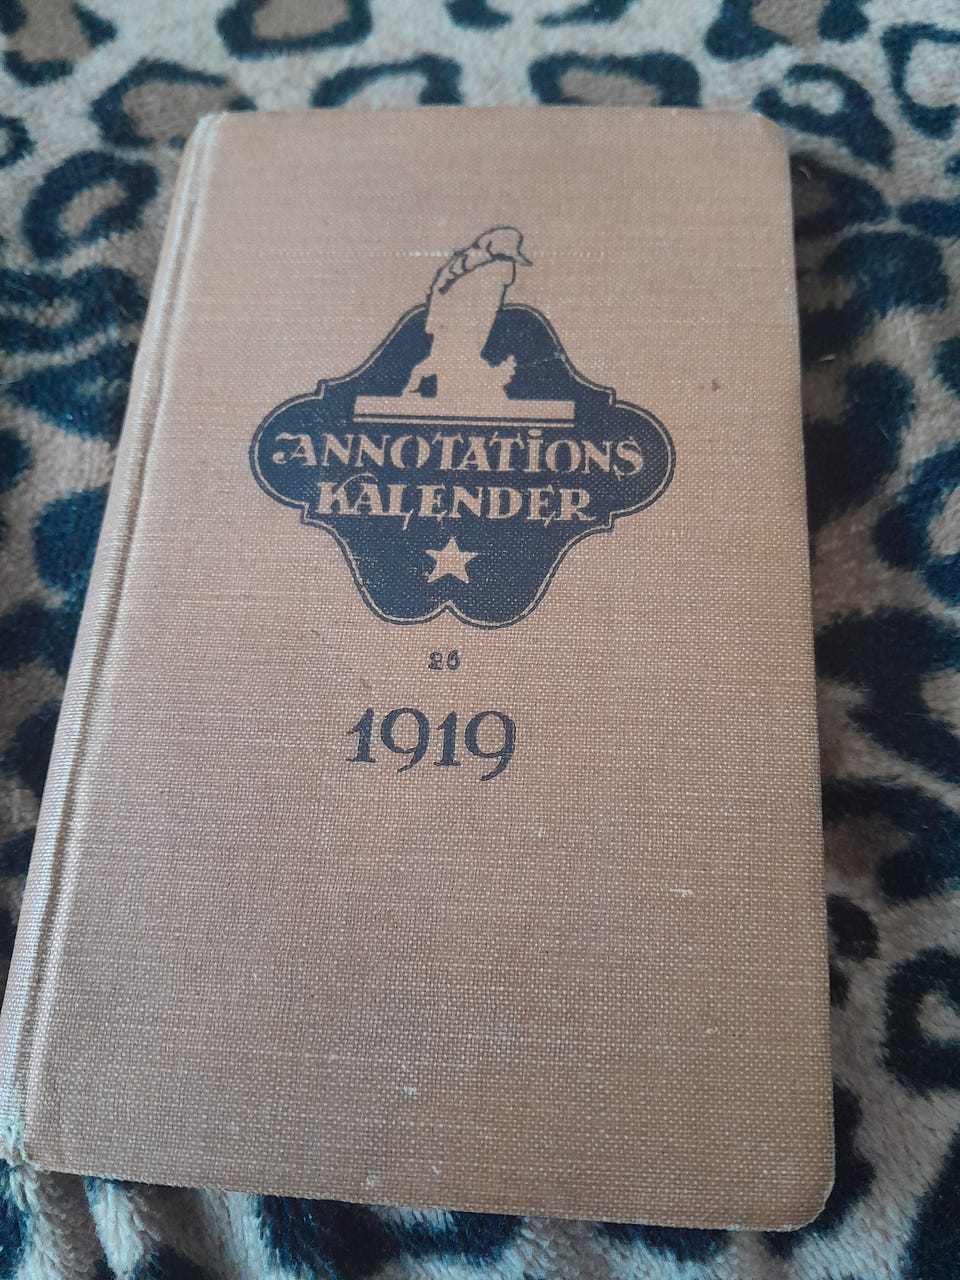 ANNOTATIONS
KALENDER
26
1919